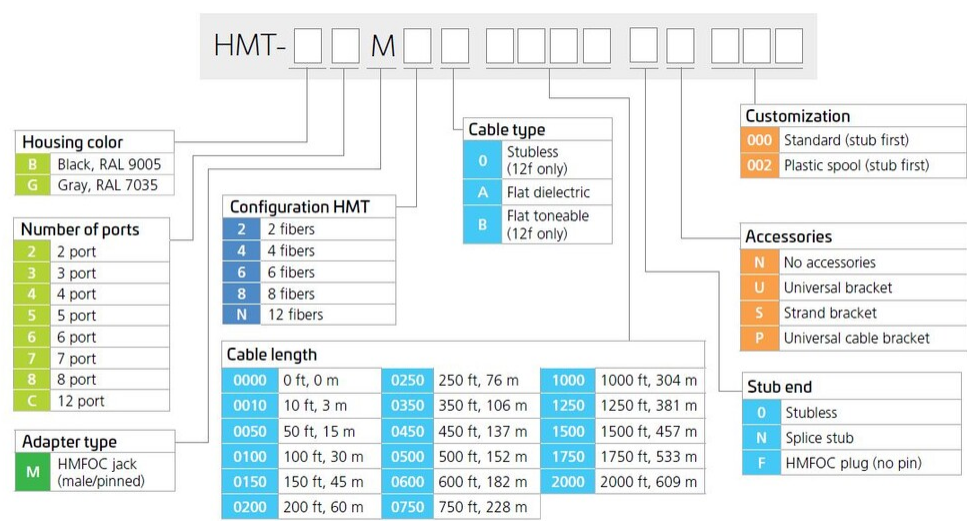 HMT- M
Housing color
B Black, RAL 9005
G Gray, RAL 7035
Number of ports
2 2 port
3 3 port
4 4 port
5 5 port
6 6 port
7 7 port
8 8 port
C 12 port
Adapter type
M HMFOC jack
(male/pinned)
Configuration HMT
2 2 fibers
4 4 fibers
6 6 fibers
8 8 fibers
N 12 fibers
Cable type
0 Stubless
(12f only)
A Flat dielectric
B Flat toneable
(12f only)
Cable length
0000 0 ft, 0 m 0250 250 ft, 76 m 1000 1000 ft, 304 m
0010 10 ft, 3 m 0350 350 ft, 106 m 1250 1250 ft, 381 m
0050 50 ft, 15 m 0450 450 ft, 137 m 1500 1500 ft, 457 m
0100 100 ft, 30 m 0500 500 ft, 152 m 1750 1750 ft, 533 m
0150 150 ft, 45 m 0600 600 ft, 182 m 2000 2000 ft, 609 m
0200 200 ft, 60 m 0750 750 ft, 228 m
Customization
000 Standard (stub first)
002 Plastic spool (stub first)
Accessories
N No accessories
U Universal bracket
S Strand bracket
P Universal cable bracket
Stub end
0 Stubless
N Splice stub
F HMFOC plug (no pin)